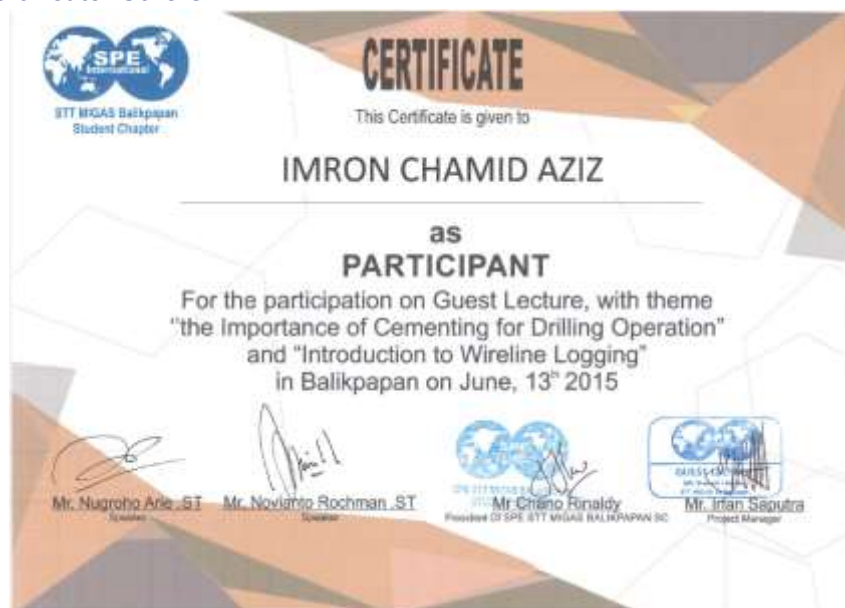 SPE
International
STT MIGAS Balikpapan
Student Chapter
CERTIFICATE
This Certificate is given to
IMRON CHAMID AZIZ
as
PARTICIPANT
For the participation on Guest Lecture, with theme
"the Importance of Cementing for Drilling Operation"
and "Introduction to Wireline Logging"
in Balikpapan on June, 13th 2015
Mr. Nugroho Arie .ST
Speaker
Mr. Novianto Rochman .ST
Speaker
Mr Chano Rinaldy
President Of SPE STT MIGAS BALIKPAPAN SC
GUEST LECTURE
Mr. Irfan Saputra
Project Manager